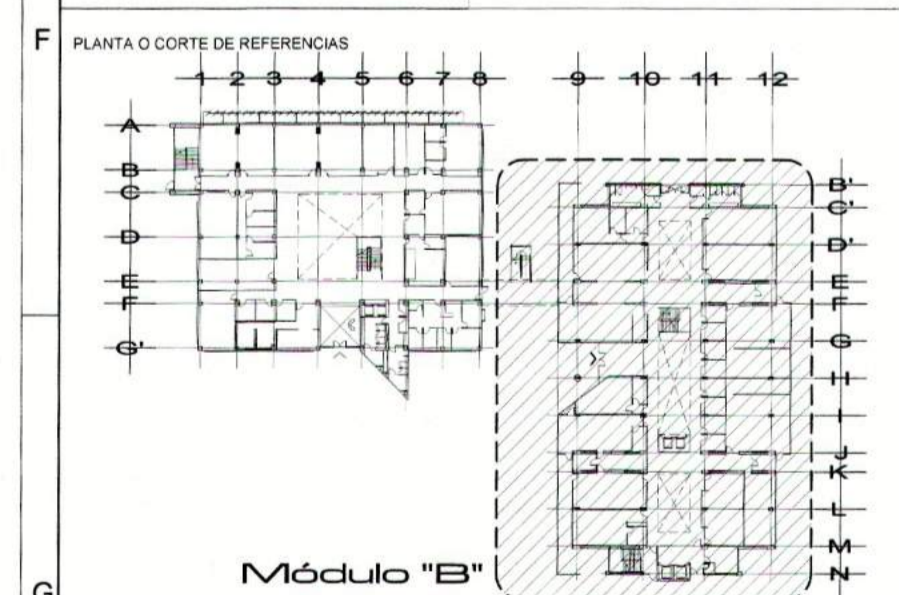 F
PLANTA O CORTE DE REFERENCIAS
1 2 3 4 5 6 7 8
9 10 11 12
A
B
C
D
E
F
G'
B'
C'
D'
E
F
G
H
I
J
K
L
M
N
Módulo "B"
G